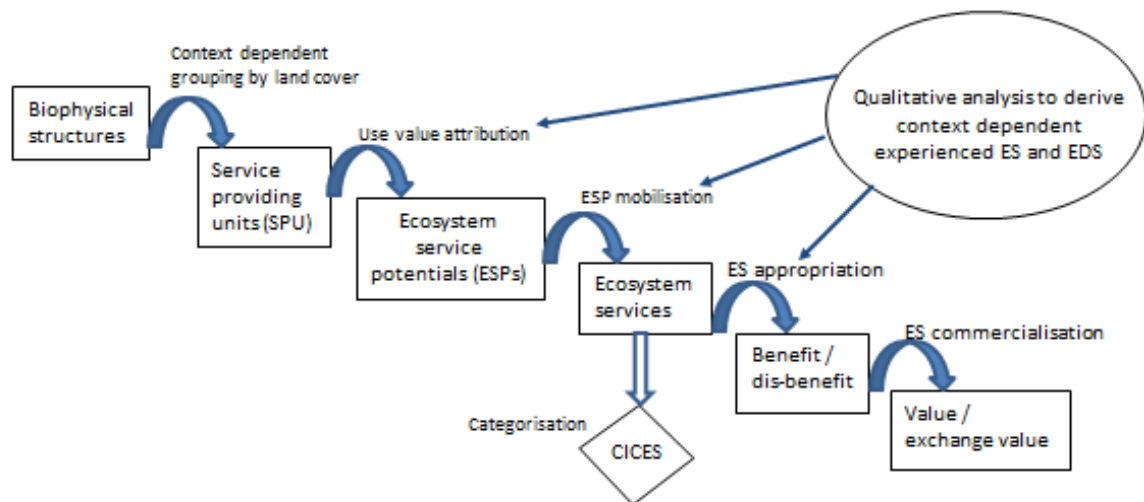 Context dependent
grouping by land cover
Biophysical
structures
Qualitative analysis to derive
context dependent
experienced ES and EDS
Use value attribution
Service
providing
units (SPU)
ESP mobilisation
Ecosystem
service
potentials (ESPs)
ES appropriation
Ecosystem
services
ES commercialisation
Benefit /
dis-benefit
Categorisation
CICES
Value /
exchange value